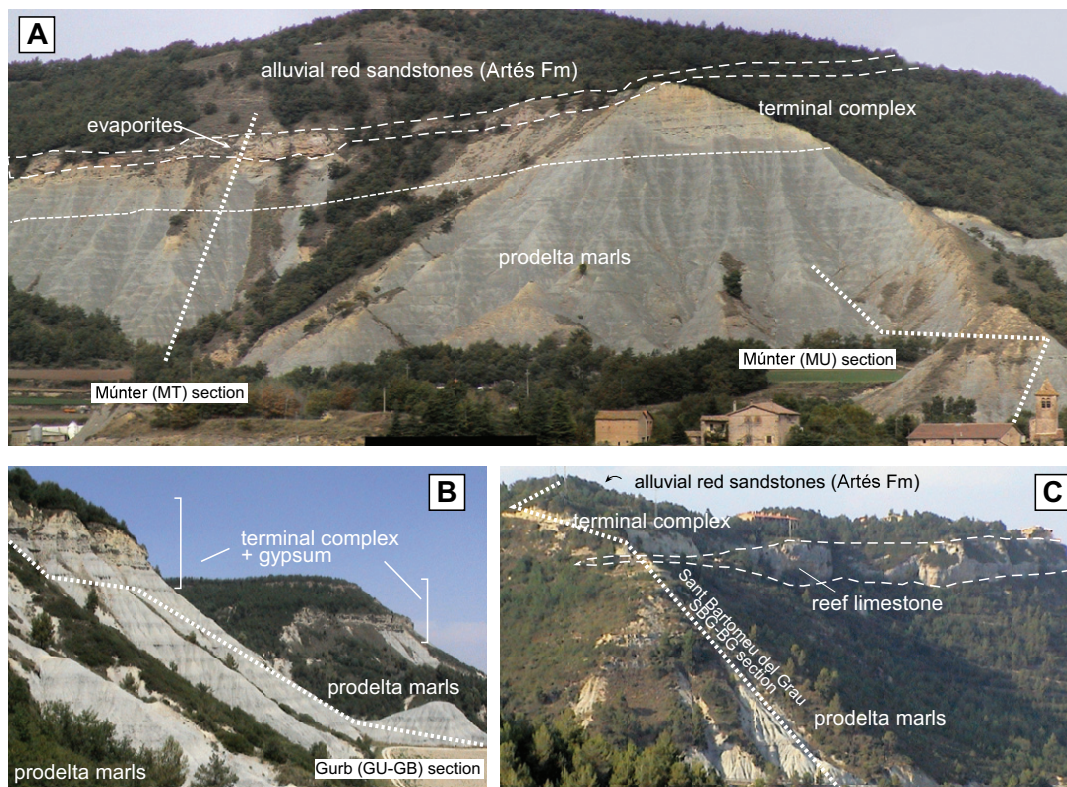 A
alluvial red sandstones (Artés Fm)
terminal complex
evaporites
prodelta marls
Múnter (MU) section
Múnter (MT) section
B
terminal complex
+ gypsum
prodelta marls
prodelta marls
Gurb (GU-GB) section
C
alluvial red sandstones (Artés Fm)
terminal complex
reef limestone
Sant Bartomeu del Grau
SBG-BG section
prodelta marls